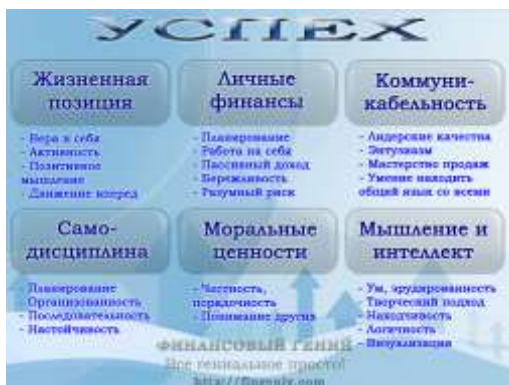 УСПЕХ
Жизненная
позиция
- Вера в себя
- Активность
- Позитивное
мышление
- Движение вперед
Личные
финансы
- Планирование
- Работа на себя
- Пассивный доход
- Бережливость
- Разумный риск
Коммуни-
кабельность
- Лидерские качества
- Энтузиазм
- Мастерство продаж
- Умение находить
общий язык со всеми
Само-
дисциплина
- Планирование
- Организованность
- Последовательность
- Настойчивость
Моральные
ценности
- Честность,
порядочность
- Понимание других
Мышление и
интеллект
- Ум, эрудированность
- Творческий подход
- Находчивость
- Логичность
- Визуализация
ФИНАНСОВЫЙ ГЕНИЙ
Все гениальное просто!